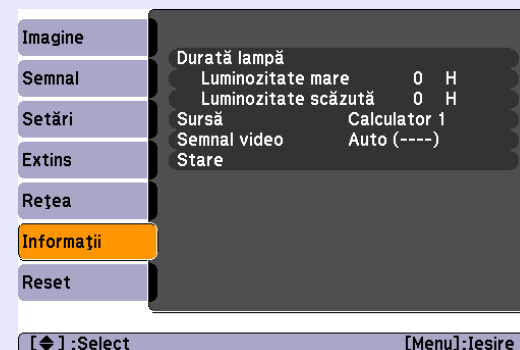 Imagine
Semnal
Setări
Extins
Reţea
Informaţii
Reset
Durată lampă
Luminozitate mare 0 H
Luminozitate scăzută 0 H
Sursă Calculator 1
Semnal video Auto (----)
Stare
[◆] :Select [Menu]:Iesire